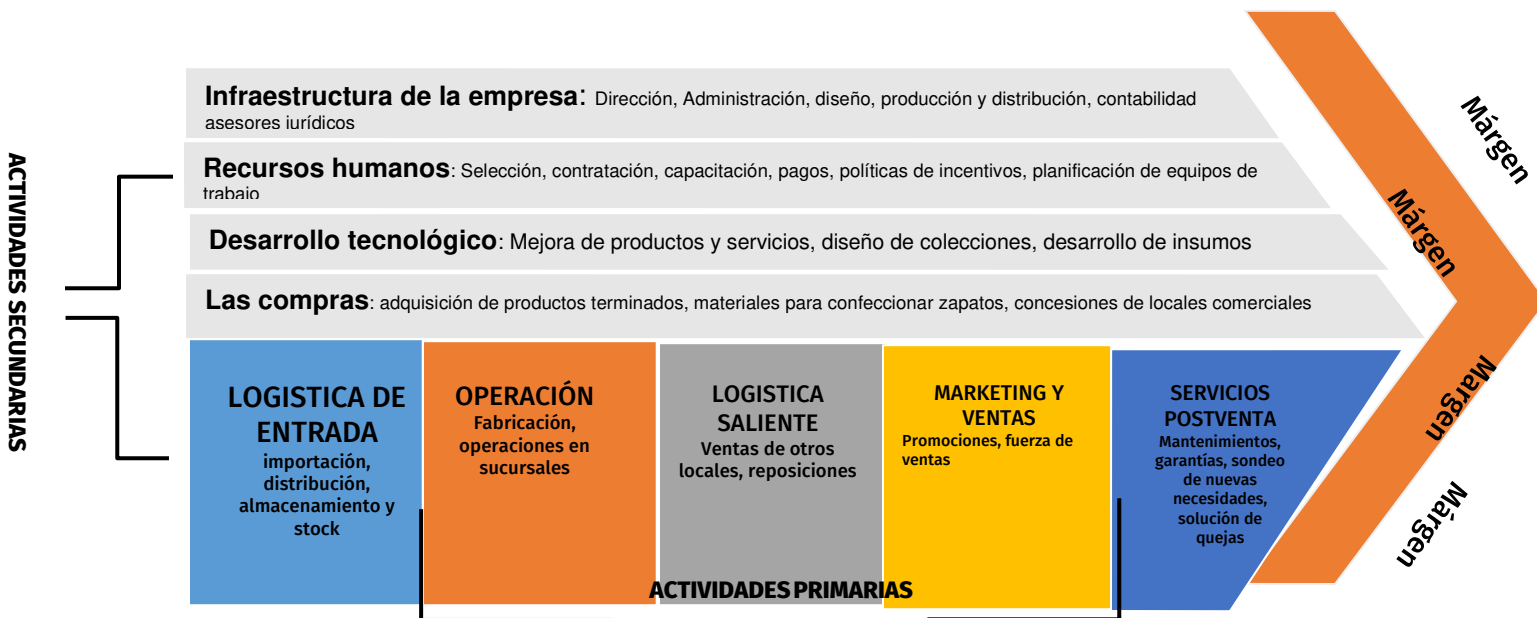 Infraestructura de la empresa: Dirección, Administración, diseño, producción y distribución, contabilidad
asesores iurídicos
Recursos humanos: Selección, contratación, capacitación, pagos, políticas de incentivos, planificación de equipos de
trabajo
Desarrollo tecnológico: Mejora de productos y servicios, diseño de colecciones, desarrollo de insumos
Las compras: adquisición de productos terminados, materiales para confeccionar zapatos, concesiones de locales comerciales
ACTIVIDADES SECUNDARIAS
LOGISTICA DE
ENTRADA
importación,
distribución,
almacenamiento y
stock
OPERACIÓN
Fabricación,
operaciones en
sucursales
LOGISTICA
SALIENTE
Ventas de otros
locales, reposiciones
MARKETING Y
VENTAS
Promociones, fuerza de
ventas
SERVICIOS
POSTVENTA
Mantenimientos,
garantías, sondeo
de nuevas
necesidades,
solución de
quejas
ACTIVIDADES PRIMARIAS
Márgen
Márgen
Márgen
Márgen